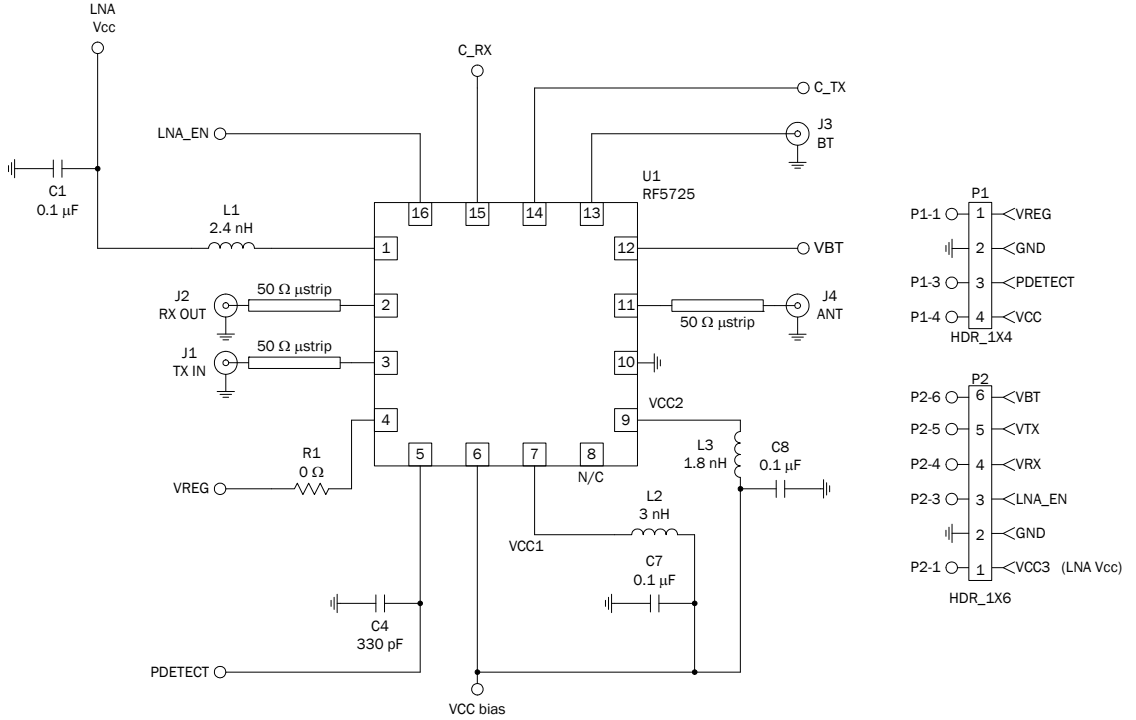 LNA
Vcc
C_RX
C_TX
LNA_EN
J3
BT
C1
0.1 µF
U1
RF5725
L1
2.4 nH
16
15
14
13
1
12
VBT
J2
RX OUT
50 Ω µstrip
2
11
50 Ω µstrip
J4
ANT
J1
TX IN
50 Ω µstrip
3
10
4
9
VCC2
R1
0 Ω
VREG
5
6
7
8
N/C
L3
1.8 nH
C8
0.1 µF
L2
3 nH
VCC1
C7
0.1 µF
C4
330 pF
PDETECT
VCC bias
P1
P1-1
1
VREG
2
GND
P1-3
3
PDETECT
P1-4
4
VCC
HDR_1X4
P2
P2-6
6
VBT
P2-5
5
VTX
P2-4
4
VRX
P2-3
3
LNA_EN
2
GND
P2-1
1
VCC3 (LNA Vcc)
HDR_1X6